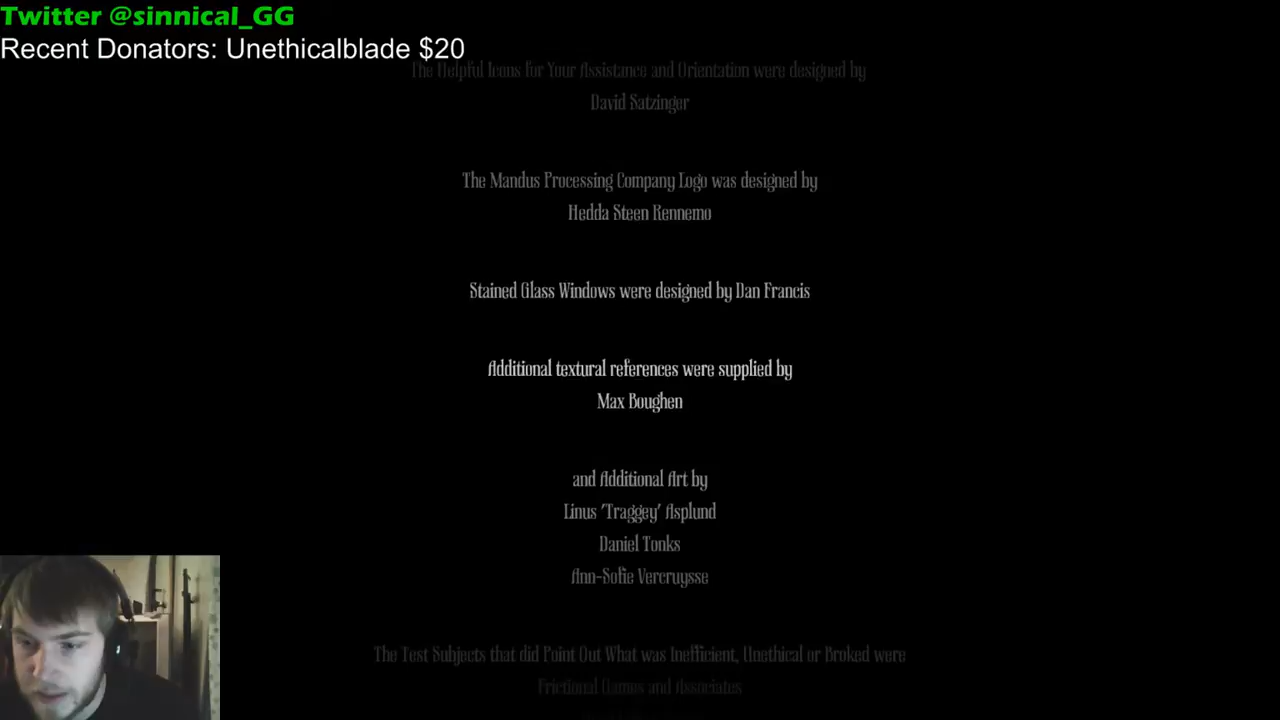 Twitter @sinnical_GG
Recent Donators: Unethicalblade $20
The Helpful Icons for Your Assistance and Orientation were designed by
David Satzinger
The Mandus Processing Company Logo was designed by
Hedda Steen Rennemo
Stained Glass Windows were designed by Dan Francis
Additional textural references were supplied by
Max Boughen
and Additional Art by
Linus 'Traggey' Asplund
Daniel Tonks
Ann-Sofie Vercruysse
The Test Subjects that did Point Out What was Inefficient, Unethical or Broked were
Frictional Games and Associates